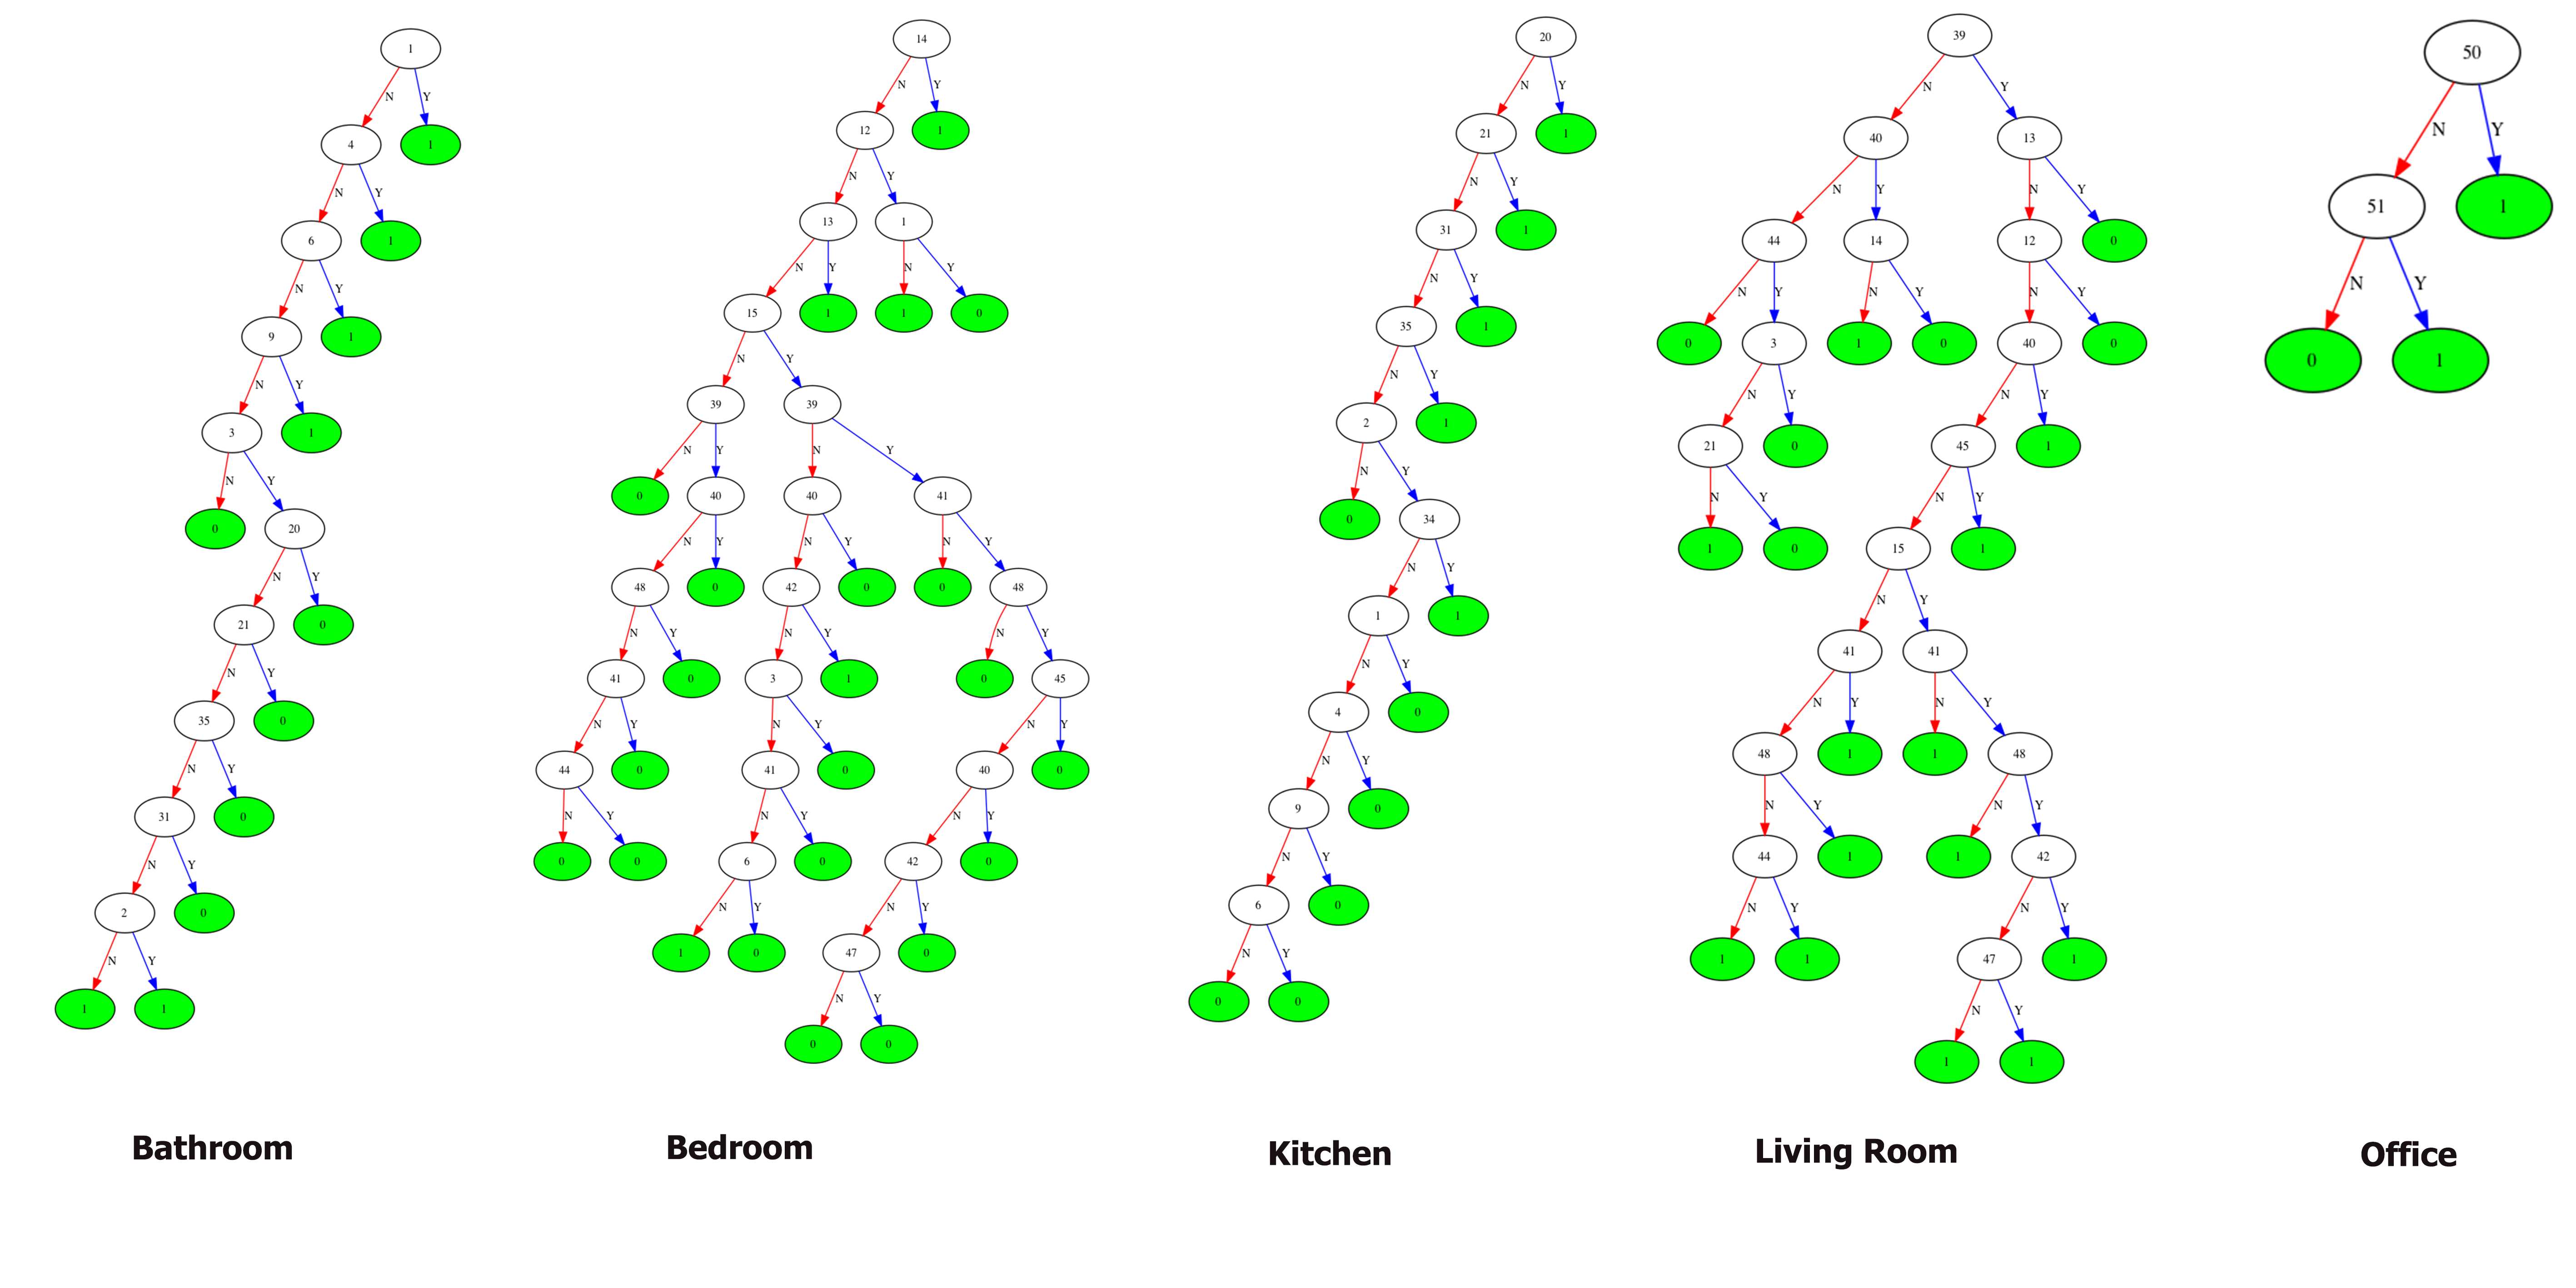 1
N Y
4 1
N Y
6 1
N Y
9 1
N Y
3 1
N Y
0 20
N Y
21 0
N Y
35 0
N Y
31 0
N Y
2 0
N Y
1 1
Bathroom
14
N Y
12 1
N Y
13 1
N Y N Y
15 1 1 0
N Y
39 39
N Y N Y
0 40 40 41
N Y N Y N Y
48 0 42 0 0 48
N Y N Y N Y
41 0 3 1 0 45
N Y N Y N Y
44 0 41 0 40 0
N Y N Y N Y
0 0 6 0 42 0
N Y N Y
1 0 47 0
N Y
0 0
Bedroom
20
N Y
21 1
N Y
31 1
N Y
35 1
N Y
2 1
N Y
0 34
N Y
1 1
N Y
4 0
N Y
9 0
N Y
6 0
N Y
0 0
Kitchen
39
N Y
40 13
N Y N Y
44 14 12 0
N Y N Y N Y
0 3 1 0 40 0
N Y N Y
21 0 45 1
N Y N Y
1 0 15 1
N Y
41 41
N Y N Y
48 1 1 48
N Y N Y
44 1 1 42
N Y N Y
1 1 47 1
N Y
1 1
Living Room
50
N Y
51 1
N Y
0 1
Office